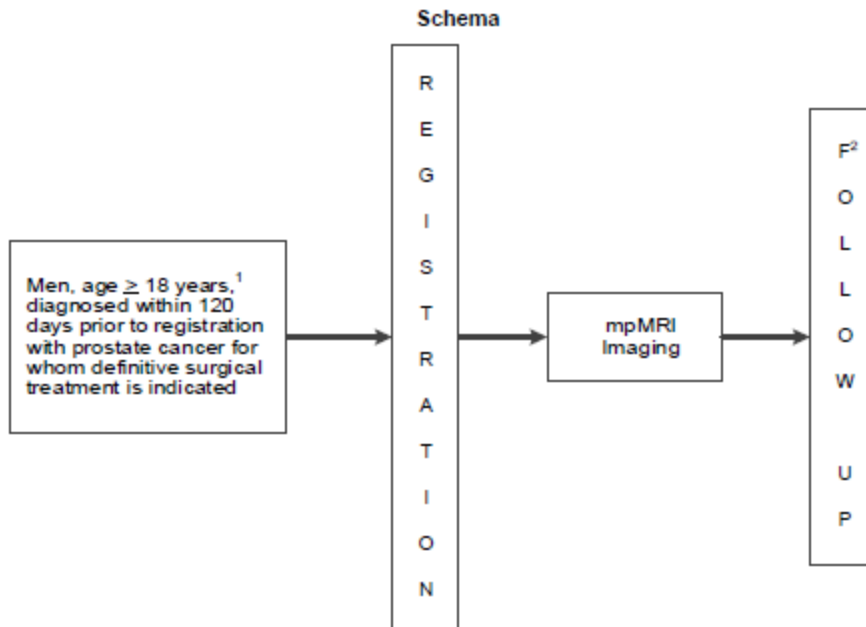 Schema
Men, age ≥ 18 years,¹
diagnosed within 120
days prior to registration
with prostate cancer for
whom definitive surgical
treatment is indicated
R
E
G
I
S
T
R
A
T
I
O
N
mpMRI
Imaging
F²
O
L
L
O
W
U
P